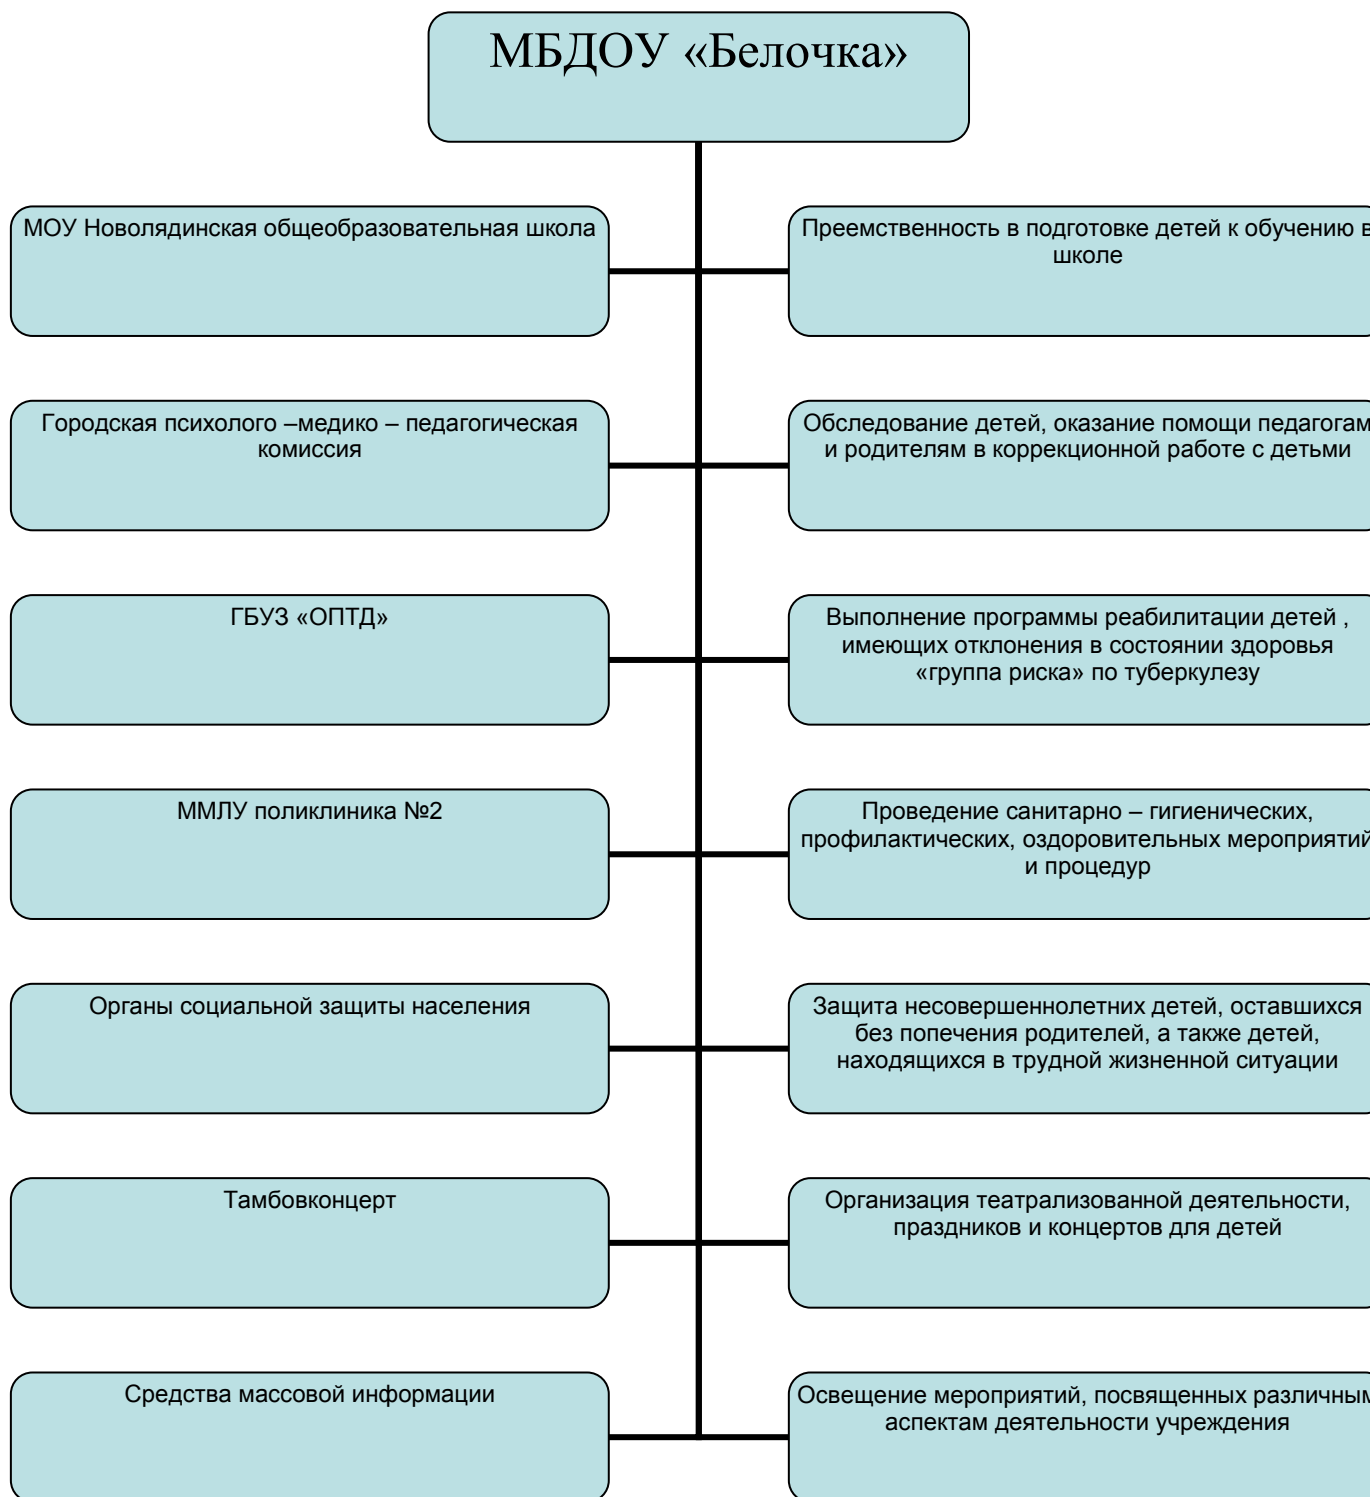 МБДОУ «Белочка»
МОУ Новолядинская общеобразовательная школа
Преемственность в подготовке детей к обучению в
школе
Городская психолого –медико – педагогическая
комиссия
Обследование детей, оказание помощи педагогам
и родителям в коррекционной работе с детьми
ГБУЗ «ОПТД»
Выполнение программы реабилитации детей ,
имеющих отклонения в состоянии здоровья
«группа риска» по туберкулезу
ММЛУ поликлиника №2
Проведение санитарно – гигиенических,
профилактических, оздоровительных мероприятий
и процедур
Органы социальной защиты населения
Защита несовершеннолетних детей, оставшихся
без попечения родителей, а также детей,
находящихся в трудной жизненной ситуации
Тамбовконцерт
Организация театрализованной деятельности,
праздников и концертов для детей
Средства массовой информации
Освещение мероприятий, посвященных различным
аспектам деятельности учреждения